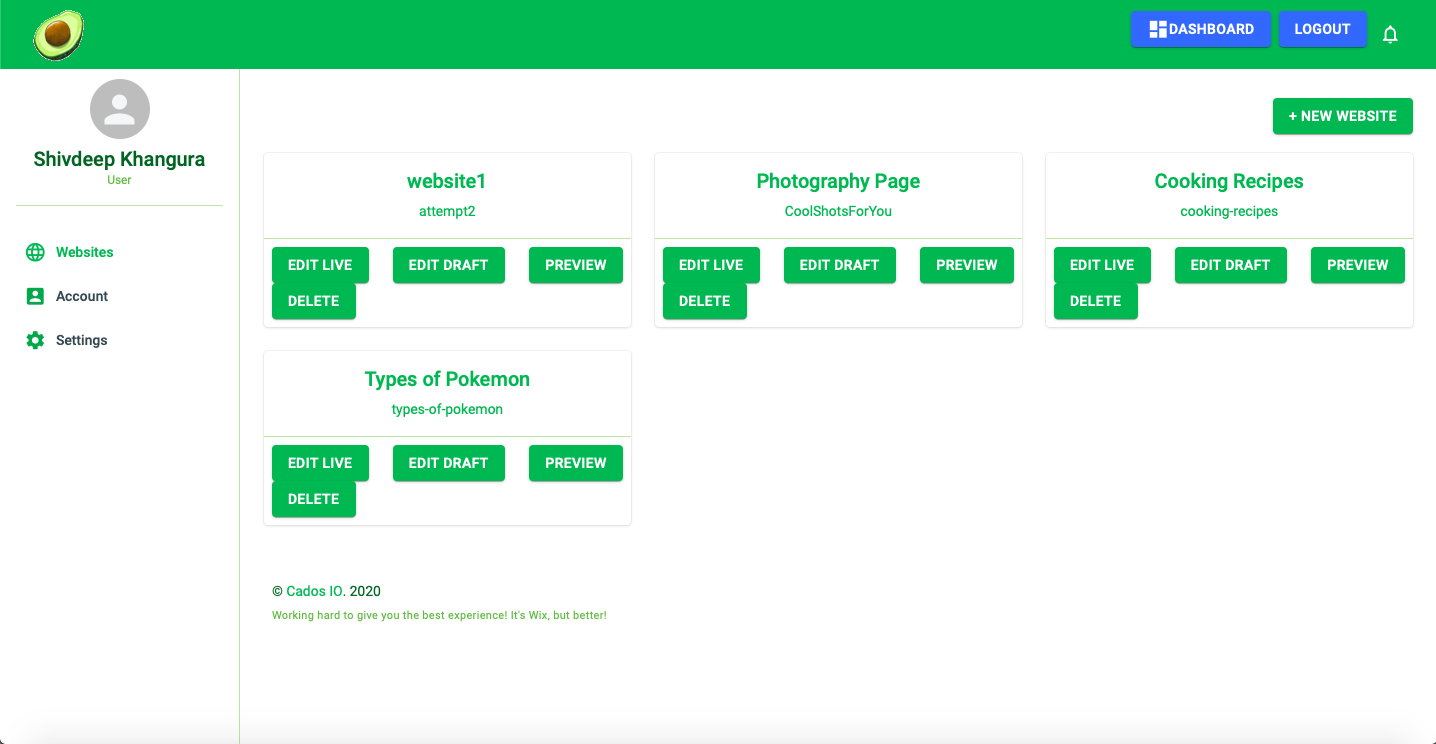 DASHBOARD
LOGOUT
Shivdeep Khangura
User
Websites
Account
Settings
+ NEW WEBSITE
website1
attempt2
EDIT LIVE
EDIT DRAFT
PREVIEW
DELETE
Photography Page
CoolShotsForYou
EDIT LIVE
EDIT DRAFT
PREVIEW
DELETE
Cooking Recipes
cooking-recipes
EDIT LIVE
EDIT DRAFT
PREVIEW
DELETE
Types of Pokemon
types-of-pokemon
EDIT LIVE
EDIT DRAFT
PREVIEW
DELETE
© Cados IO. 2020
Working hard to give you the best experience! It's Wix, but better!